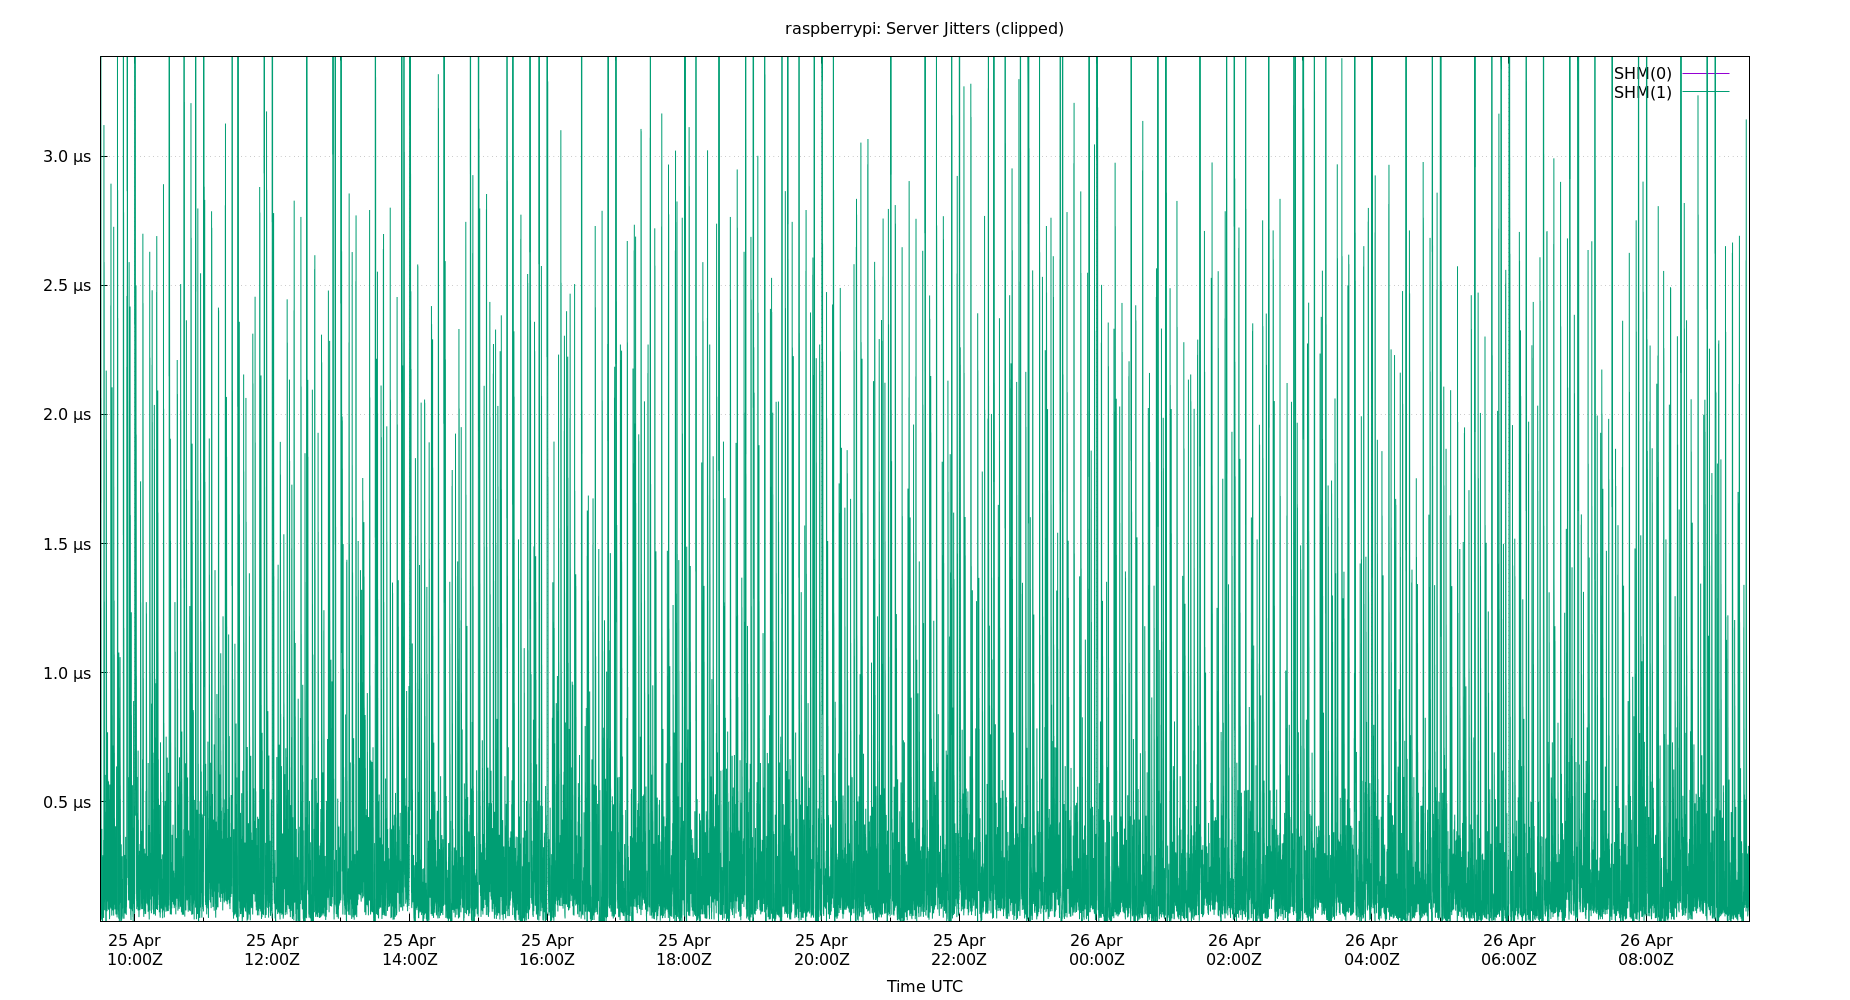 raspberrypi: Server Jitters (clipped)
SHM(0)
SHM(1)
3.0 µs
2.5 µs
2.0 µs
1.5 µs
1.0 µs
0.5 µs
25 Apr 25 Apr 25 Apr 25 Apr 25 Apr 25 Apr 25 Apr 26 Apr 26 Apr 26 Apr 26 Apr 26 Apr
10:00Z 12:00Z 14:00Z 16:00Z 18:00Z 20:00Z 22:00Z 00:00Z 02:00Z 04:00Z 06:00Z 08:00Z
Time UTC